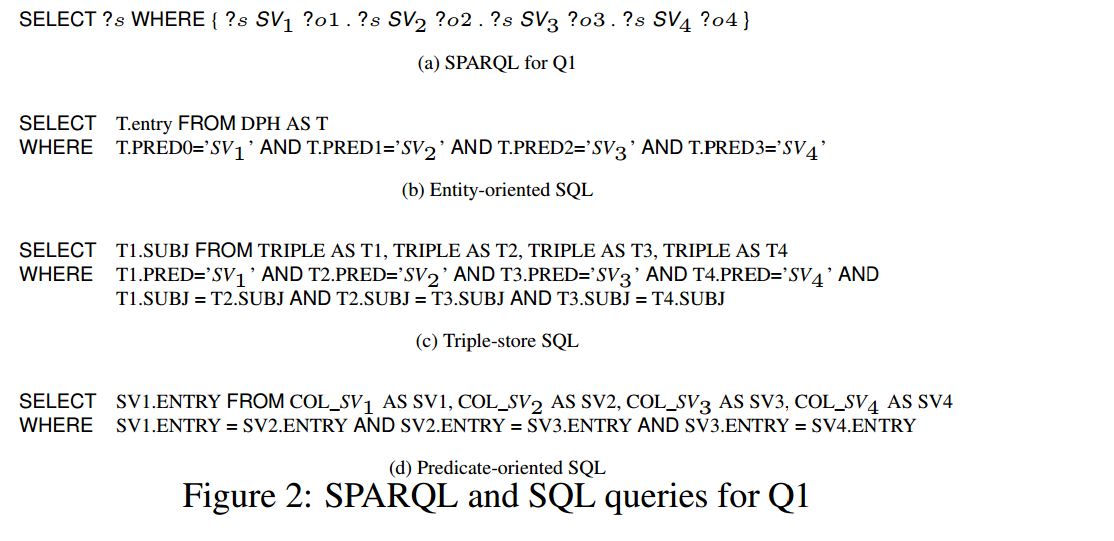 SELECT ?s WHERE { ?s SV1 ?o1 . ?s SV2 ?o2 . ?s SV3 ?o3 . ?s SV4 ?o4 }
(a) SPARQL for Q1
SELECT T.entry FROM DPH AS T
WHERE T.PRED0='SV1' AND T.PRED1='SV2' AND T.PRED2='SV3' AND T.PRED3='SV4'
(b) Entity-oriented SQL
SELECT T1.SUBJ FROM TRIPLE AS T1, TRIPLE AS T2, TRIPLE AS T3, TRIPLE AS T4
WHERE T1.PRED='SV1' AND T2.PRED='SV2' AND T3.PRED='SV3' AND T4.PRED='SV4' AND
T1.SUBJ = T2.SUBJ AND T2.SUBJ = T3.SUBJ AND T3.SUBJ = T4.SUBJ
(c) Triple-store SQL
SELECT SV1.ENTRY FROM COL_SV1 AS SV1, COL_SV2 AS SV2, COL_SV3 AS SV3, COL_SV4 AS SV4
WHERE SV1.ENTRY = SV2.ENTRY AND SV2.ENTRY = SV3.ENTRY AND SV3.ENTRY = SV4.ENTRY
(d) Predicate-oriented SQL
Figure 2: SPARQL and SQL queries for Q1